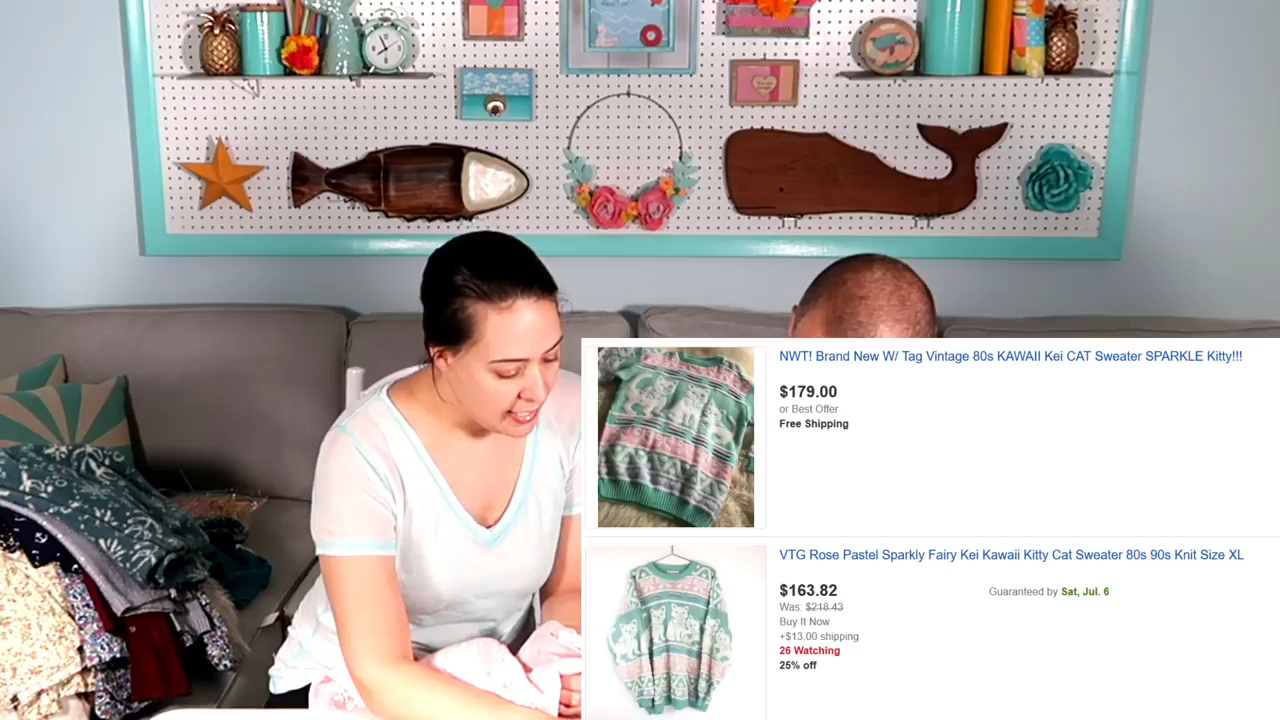 NWT! Brand New W/ Tag Vintage 80s KAWAII Kei CAT Sweater SPARKLE Kitty!!!
$179.00
or Best Offer
Free Shipping
VTG Rose Pastel Sparkly Fairy Kei Kawaii Kitty Cat Sweater 80s 90s Knit Size XL
$163.82
Guaranteed by Sat, Jul. 6
Was: $218.43
Buy It Now
+$13.00 shipping
26 Watching
25% off